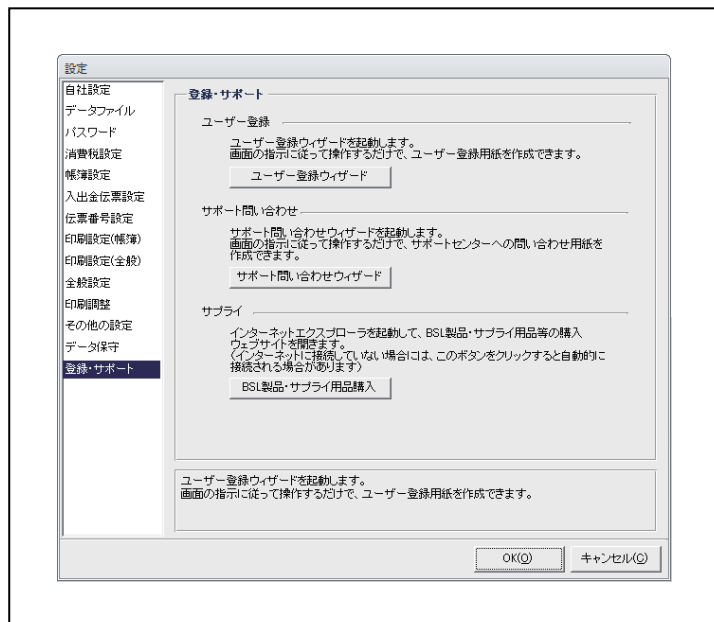 設定
自社設定
データファイル
パスワード
消費税設定
帳簿設定
入出金伝票設定
伝票番号設定
印刷設定(帳簿)
印刷設定(全般)
全般設定
印刷調整
その他の設定
データ保守
登録・サポート
登録・サポート
ユーザー登録
ユーザー登録ウィザードを起動します。
画面の指示に従って操作するだけで、ユーザー登録用紙を作成できます。
ユーザー登録ウィザード
サポート問い合わせ
サポート問い合わせウィザードを起動します。
画面の指示に従って操作するだけで、サポートセンターへの問い合わせ用紙を
作成できます。
サポート問い合わせウィザード
サプライ
インターネットエクスプローラを起動して、BSL製品・サプライ用品等の購入
ウェブサイトを開きます。
(インターネットに接続していない場合には、このボタンをクリックすると自動的に
接続される場合があります)
BSL製品・サプライ用品購入
ユーザー登録ウィザードを起動します。
画面の指示に従って操作するだけで、ユーザー登録用紙を作成できます。
OK(O)
キャンセル(C)